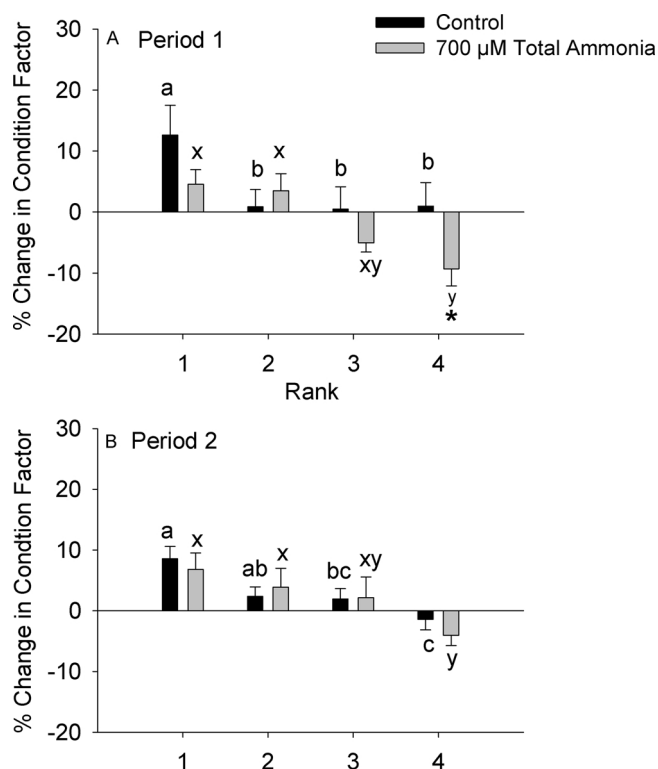 Control
700 µM Total Ammonia
A Period 1
% Change in Condition Factor
30
20
10
0
-10
-20
a
x
b
x
b
xy
b
y
*
1 2 3 4
Rank
B Period 2
% Change in Condtion Factor
30
20
10
0
-10
-20
a
x
ab
x
bc
xy
c
y
1 2 3 4